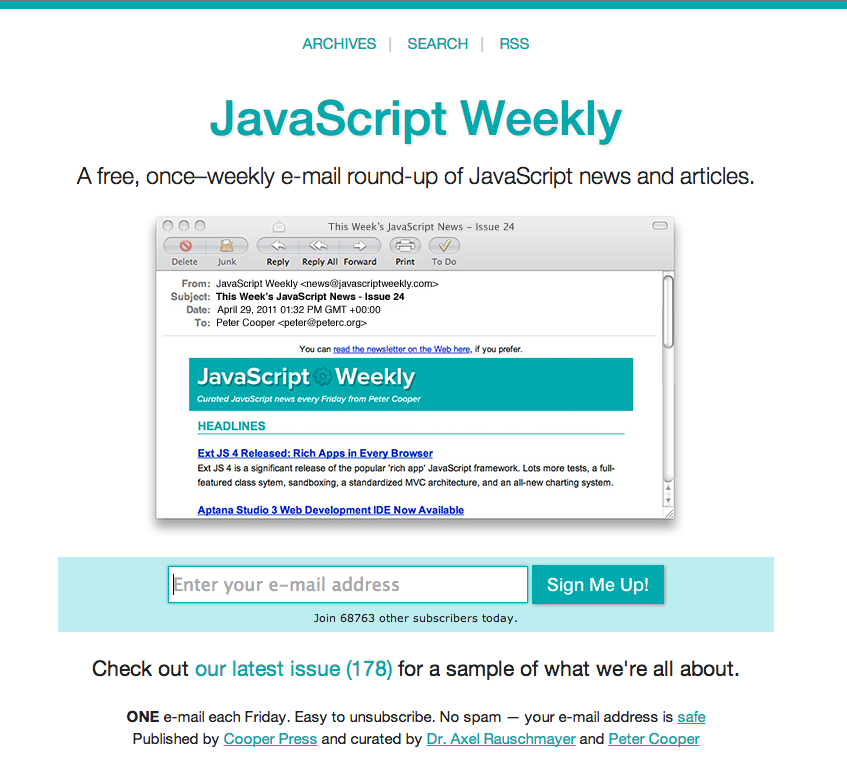 ARCHIVES | SEARCH | RSS
JavaScript Weekly
A free, once–weekly e-mail round-up of JavaScript news and articles.
This Week's JavaScript News – Issue 24
Delete Junk Reply Reply All Forward Print To Do
From: JavaScript Weekly <news@javascriptweekly.com>
Subject: This Week's JavaScript News - Issue 24
Date: April 29, 2011 01:32 PM GMT +00:00
To: Peter Cooper <peter@peterc.org>
You can read the newsletter on the Web here, if you prefer.
JavaScript Weekly
Curated JavaScript news every Friday from Peter Cooper
HEADLINES
Ext JS 4 Released: Rich Apps in Every Browser
Ext JS 4 is a significant release of the popular 'rich app' JavaScript framework. Lots more tests, a full-
featured class sytem, sandboxing, a standardized MVC architecture, and an all-new charting system.
Aptana Studio 3 Web Development IDE Now Available
Enter your e-mail address Sign Me Up!
Join 68763 other subscribers today.
Check out our latest issue (178) for a sample of what we're all about.
ONE e-mail each Friday. Easy to unsubscribe. No spam — your e-mail address is safe
Published by Cooper Press and curated by Dr. Axel Rauschmayer and Peter Cooper